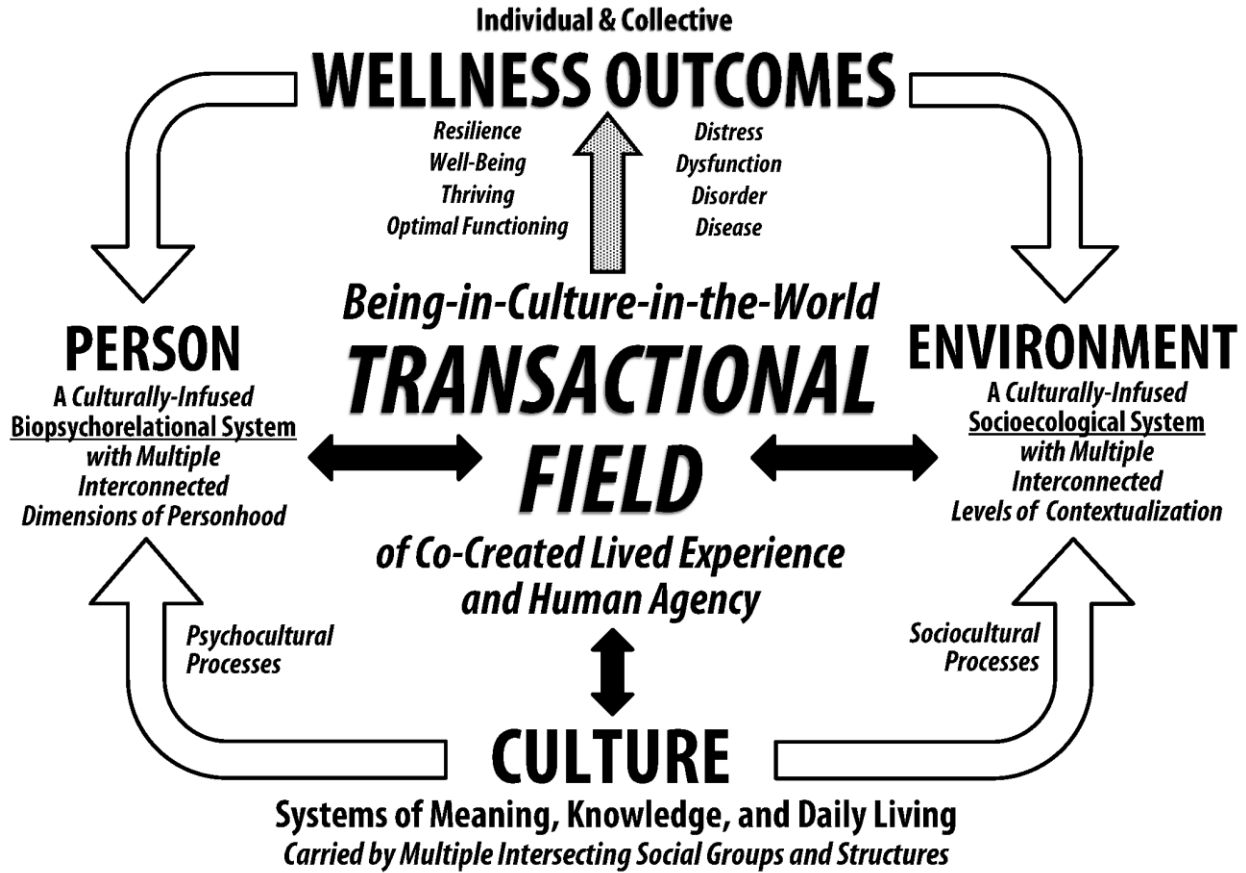 Individual & Collective
WELLNESS OUTCOMES
Resilience
Well-Being
Thriving
Optimal Functioning
Distress
Dysfunction
Disorder
Disease
Being-in-Culture-in-the-World
TRANSACTIONAL
FIELD
of Co-Created Lived Experience
and Human Agency
PERSON
A Culturally-Infused
Biopsychorelational System
with Multiple
Interconnected
Dimensions of Personhood
ENVIRONMENT
A Culturally-Infused
Socioecological System
with Multiple
Interconnected
Levels of Contextualization
Psychocultural
Processes
Sociocultural
Processes
CULTURE
Systems of Meaning, Knowledge, and Daily Living
Carried by Multiple Intersecting Social Groups and Structures